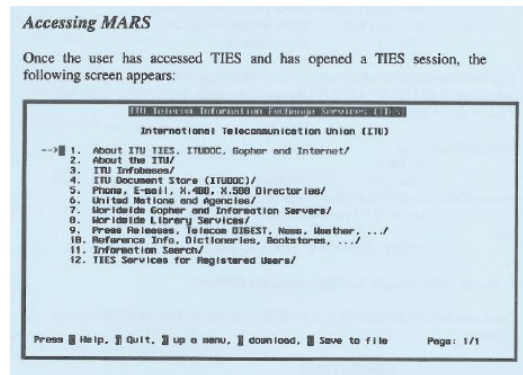 Accessing MARS
Once the user has accessed TIES and has opened a TIES session, the
following screen appears:
ITU Telecom Information Exchange Services
International Telecommunication Union (ITU)
--> 1. About ITU TIES, ITUDOC, Gopher and Internet/
2. About the ITU/
3. ITU Infobases/
4. ITU Document Store (ITUDOC)/
5. Phone, E-mail, X.400, X.500 Directories/
6. United Nations and Agencies/
7. Worldwide Gopher and Information Servers/
8. Worldwide Library Services/
9. Press Releases, Telecom DIGEST, News, Weather, .../
10. Reference Info, Dictionaries, Bookstores, .../
11. Information Search/
12. TIES Services for Registered Users/
Press Help, Quit, up a menu, download, Save to file Page: 1/1